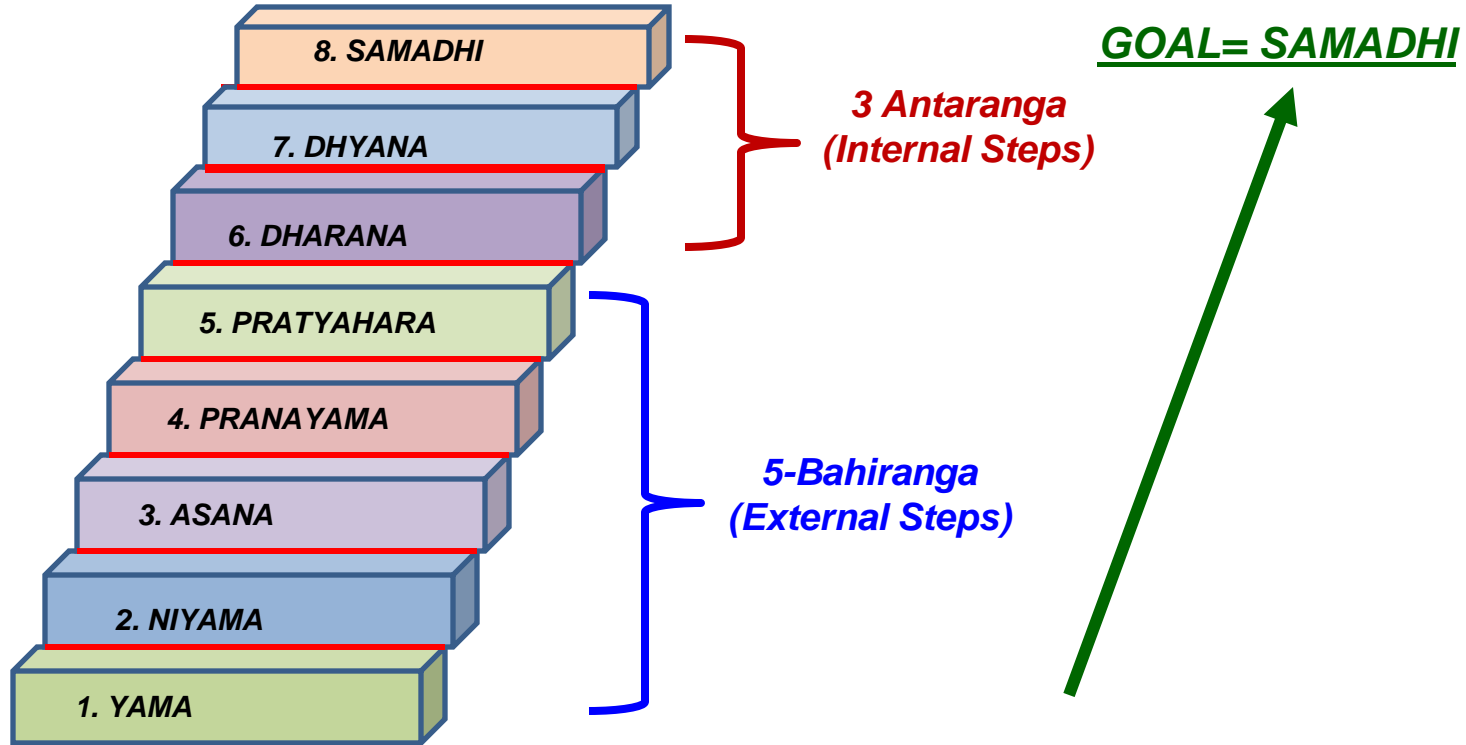 8. SAMADHI
7. DHYANA
6. DHARANA
5. PRATYAHARA
4. PRANAYAMA
3. ASANA
2. NIYAMA
1. YAMA
3 Antaranga
(Internal Steps)
5-Bahiranga
(External Steps)
GOAL= SAMADHI